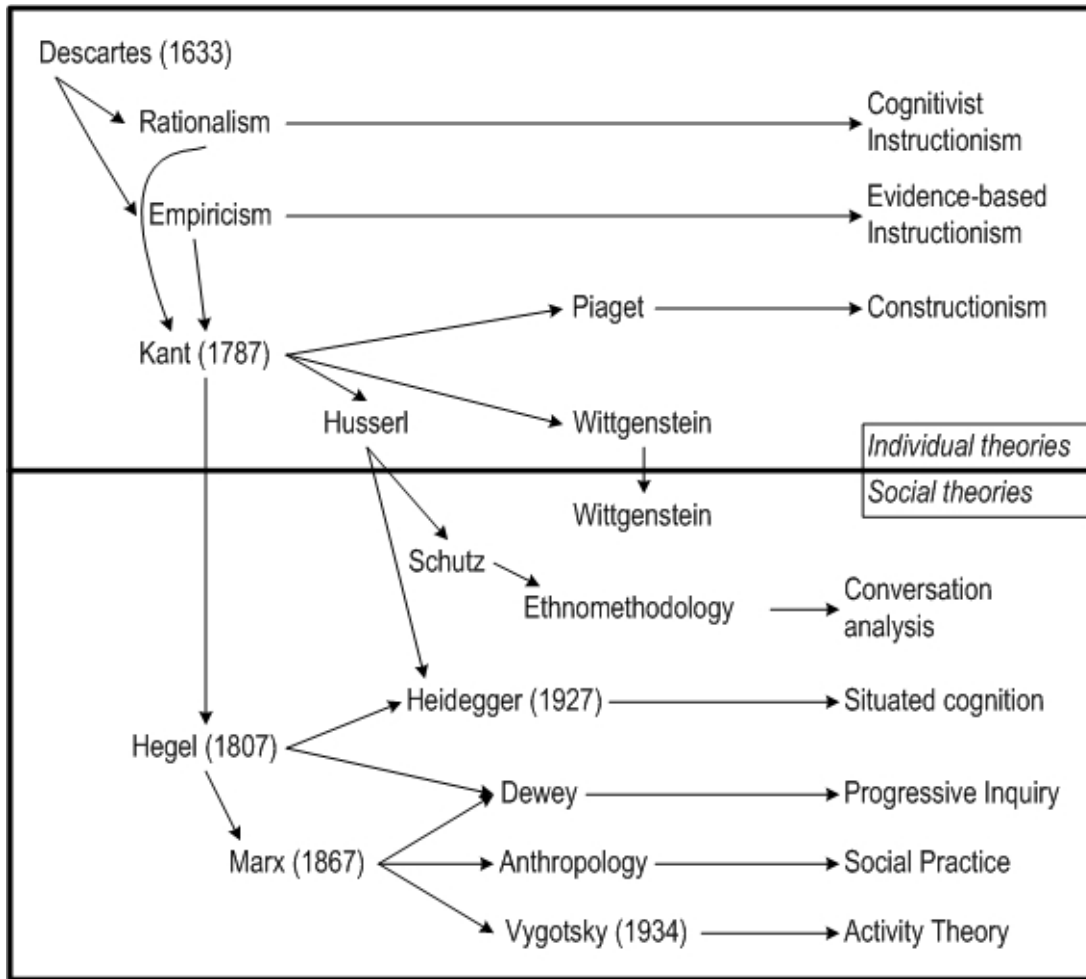 Descartes (1633)
Rationalism
Cognitivist
Instructionism
Empiricism
Evidence-based
Instructionism
Piaget
Constructionism
Kant (1787)
Husserl
Wittgenstein
Individual theories
Social theories
Wittgenstein
Schutz
Ethnomethodology
Conversation
analysis
Heidegger (1927)
Situated cognition
Hegel (1807)
Dewey
Progressive Inquiry
Marx (1867)
Anthropology
Social Practice
Vygotsky (1934)
Activity Theory